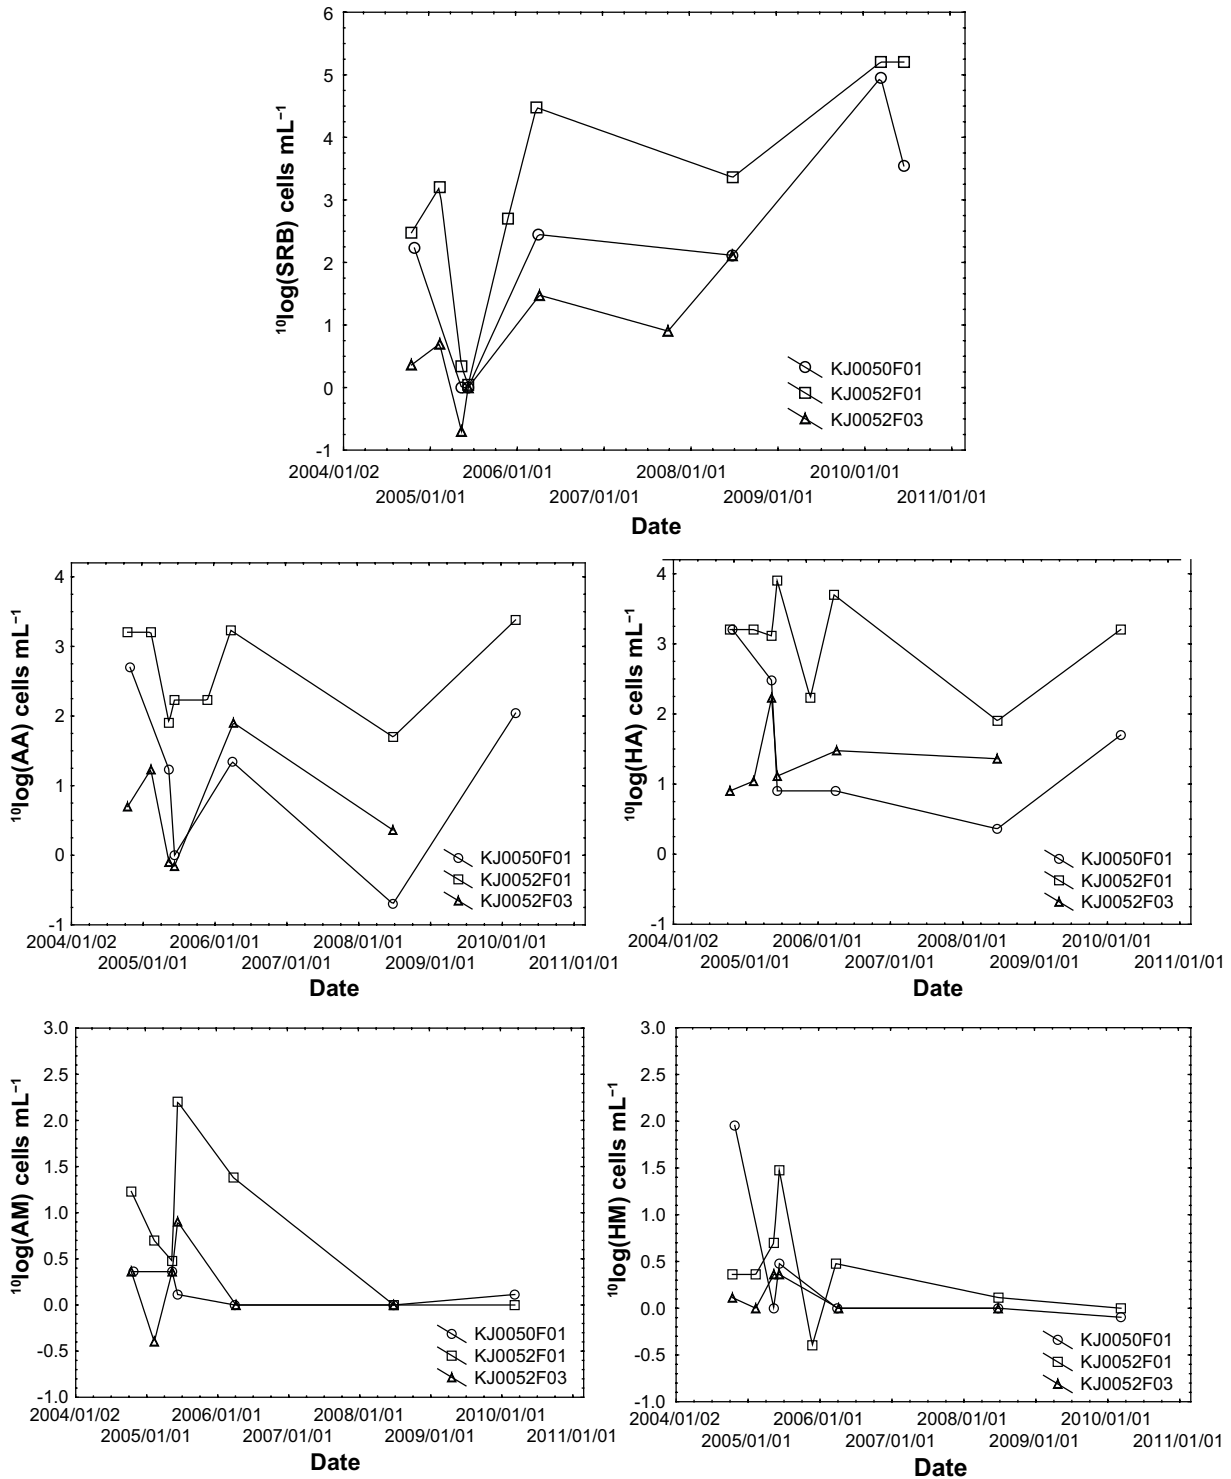 6
5
4
3
2
1
0
-1
¹⁰log(SRB) cells mL⁻¹
KJ0050F01
KJ0052F01
KJ0052F03
2004/01/02 2006/01/01 2008/01/01 2010/01/01
2005/01/01 2007/01/01 2009/01/01 2011/01/01
Date
4
3
2
1
0
-1
¹⁰log(AA) cells mL⁻¹
KJ0050F01
KJ0052F01
KJ0052F03
2004/01/02 2006/01/01 2008/01/01 2010/01/01
2005/01/01 2007/01/01 2009/01/01 2011/01/01
Date
4
3
2
1
0
-1
¹⁰log(HA) cells mL⁻¹
KJ0050F01
KJ0052F01
KJ0052F03
2004/01/02 2006/01/01 2008/01/01 2010/01/01
2005/01/01 2007/01/01 2009/01/01 2011/01/01
Date
3.0
2.5
2.0
1.5
1.0
0.5
0.0
-0.5
-1.0
¹⁰log(AM) cells mL⁻¹
KJ0050F01
KJ0052F01
KJ0052F03
2004/01/02 2006/01/01 2008/01/01 2010/01/01
2005/01/01 2007/01/01 2009/01/01 2011/01/01
Date
3.0
2.5
2.0
1.5
1.0
0.5
0.0
-0.5
-1.0
¹⁰log(HM) cells mL⁻¹
KJ0050F01
KJ0052F01
KJ0052F03
2004/01/02 2006/01/01 2008/01/01 2010/01/01
2005/01/01 2007/01/01 2009/01/01 2011/01/01
Date